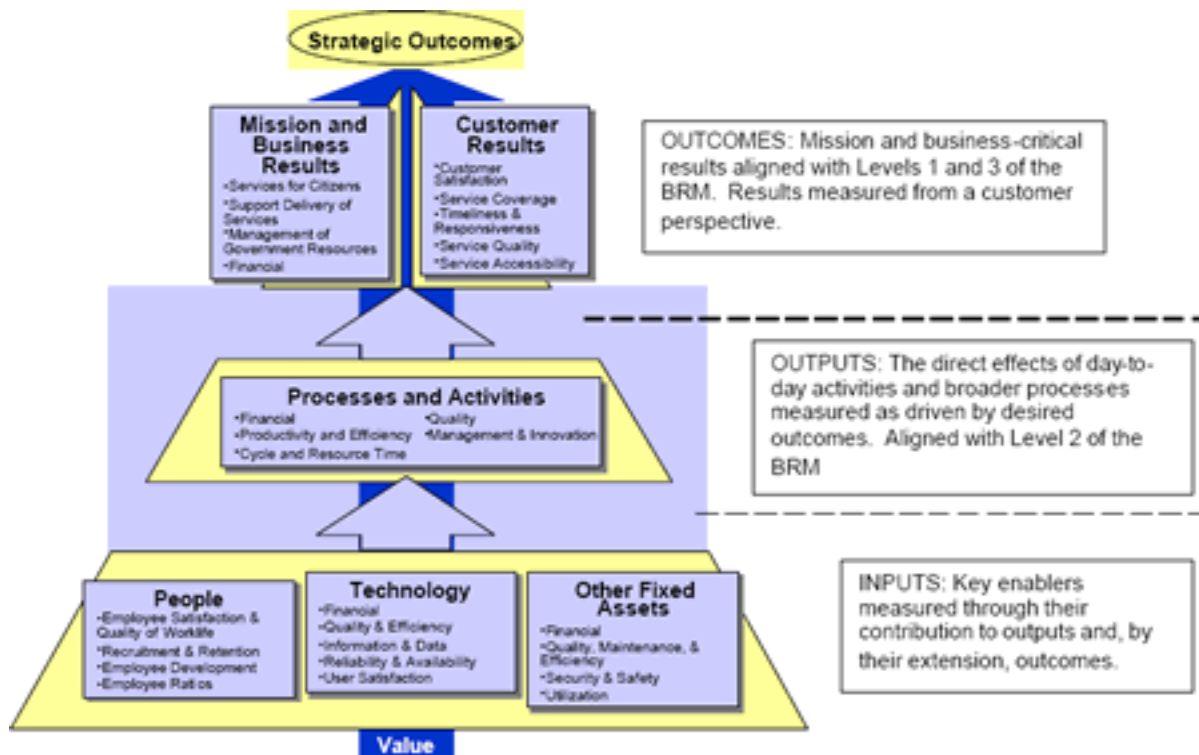 Strategic Outcomes
Mission and
Business
Results
•Services for Citizens
•Support Delivery of
Services
•Management of
Government Resources
•Financial
Customer
Results
•Customer
Satisfaction
•Service Coverage
•Timeliness &
Responsiveness
•Service Quality
•Service Accessibility
OUTCOMES: Mission and business-critical
results aligned with Levels 1 and 3 of the
BRM. Results measured from a customer
perspective.
Processes and Activities
•Financial
•Productivity and Efficiency
•Cycle and Resource Time
•Quality
•Management & Innovation
OUTPUTS: The direct effects of day-to-
day activities and broader processes
measured as driven by desired
outcomes. Aligned with Level 2 of the
BRM
People
•Employee Satisfaction &
Quality of Worklife
•Recruitment & Retention
•Employee Development
•Employee Ratios
Technology
•Financial
•Quality & Efficiency
•Information & Data
•Reliability & Availability
•User Satisfaction
Other Fixed
Assets
•Financial
•Quality, Maintenance, &
Efficiency
•Security & Safety
•Utilization
INPUTS: Key enablers
measured through their
contribution to outputs and, by
their extension, outcomes.
Value